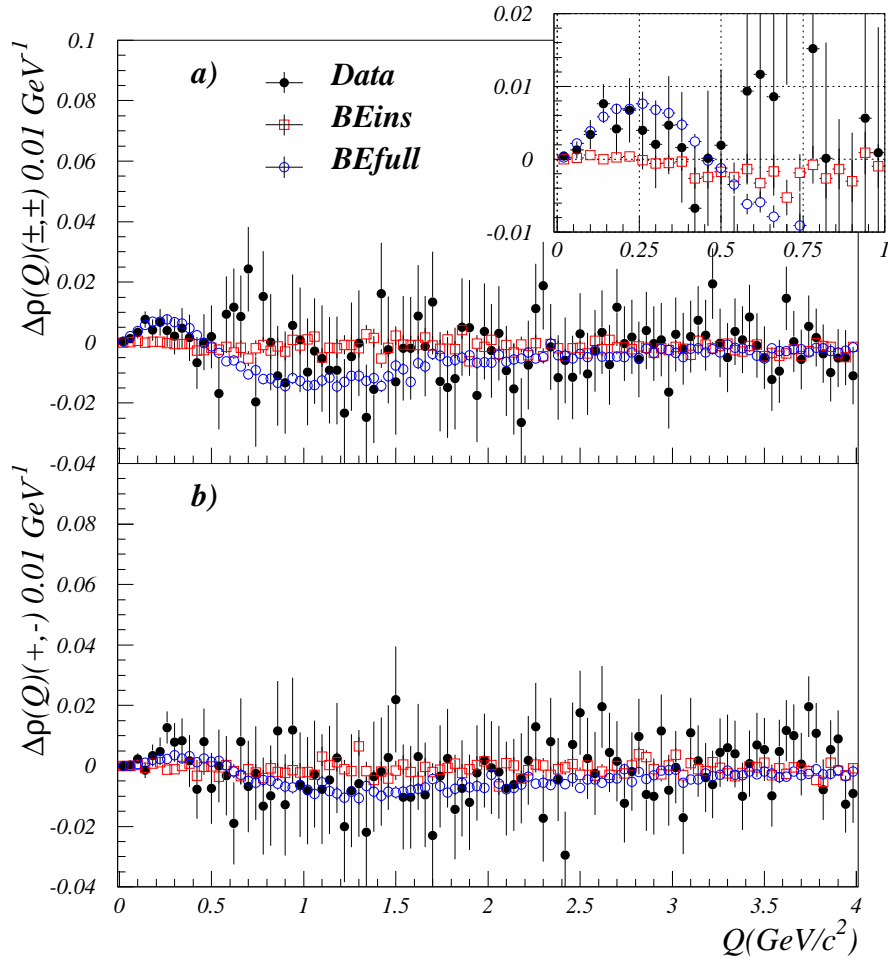 Δρ(Q)(±,±) 0.01 GeV⁻¹
0.1
0.08
0.06
0.04
0.02
0
-0.02
-0.04
a)
Data
BEins
BEfull
0.02
0.01
0
-0.01
0 0.25 0.5 0.75 1
Δρ(Q)(+,-) 0.01 GeV⁻¹
0.08
0.06
0.04
0.02
0
-0.02
-0.04
b)
0 0.5 1 1.5 2 2.5 3 3.5 4
Q(GeV/c²)